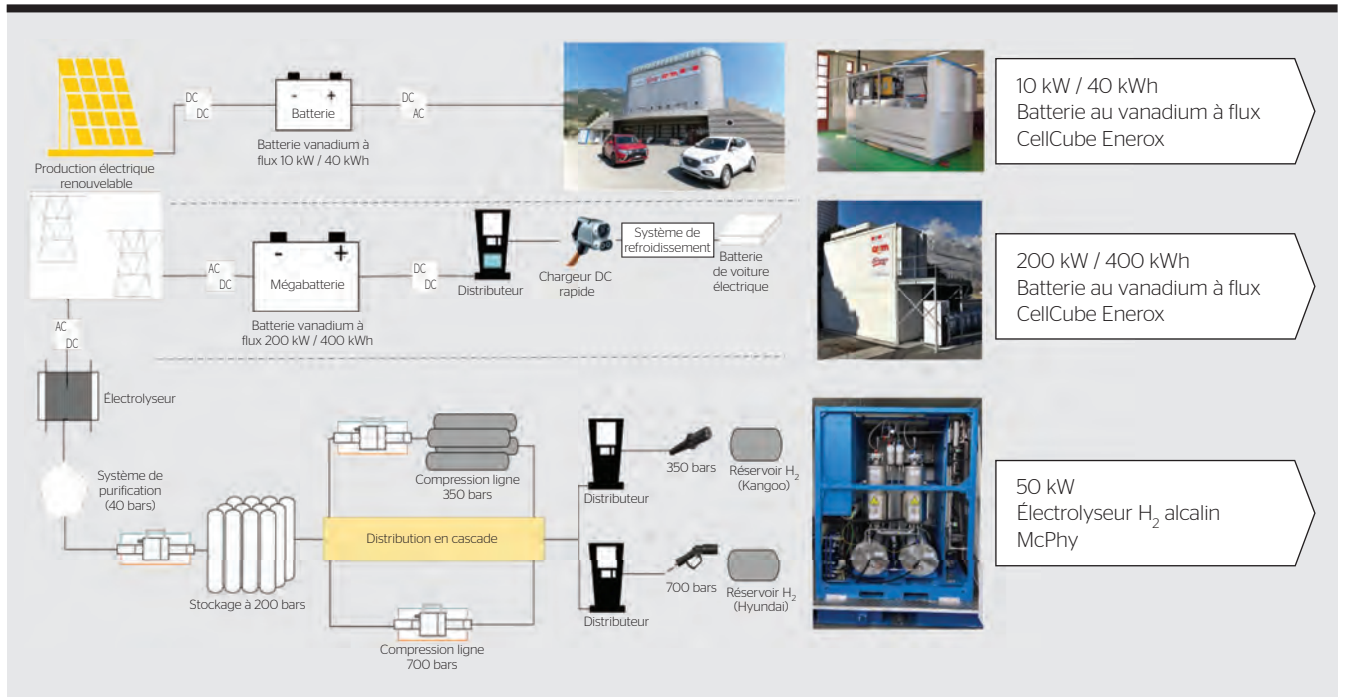 DC
DC
- +
Batterie
Batterie vanadium à
flux 10 kW / 40 kWh
DC
AC
Production électrique
renouvelable
10 kW / 40 kWh
Batterie au vanadium à flux
CellCube Enerox
AC
DC
- +
Mégabatterie
Batterie vanadium à
flux 200 kW / 400 kWh
DC
DC
Distributeur
Chargeur DC
rapide
Système de
refroidissement
Batterie
de voiture
électrique
200 kW / 400 kWh
Batterie au vanadium à flux
CellCube Enerox
AC
DC
Électrolyseur
Système de
purification
(40 bars)
Stockage à 200 bars
Compression ligne
350 bars
Distribution en cascade
Compression ligne
700 bars
Distributeur
350 bars
Réservoir H2
(Kangoo)
Distributeur
700 bars
Réservoir H2
(Hyundai)
50 kW
Électrolyseur H2 alcalin
McPhy